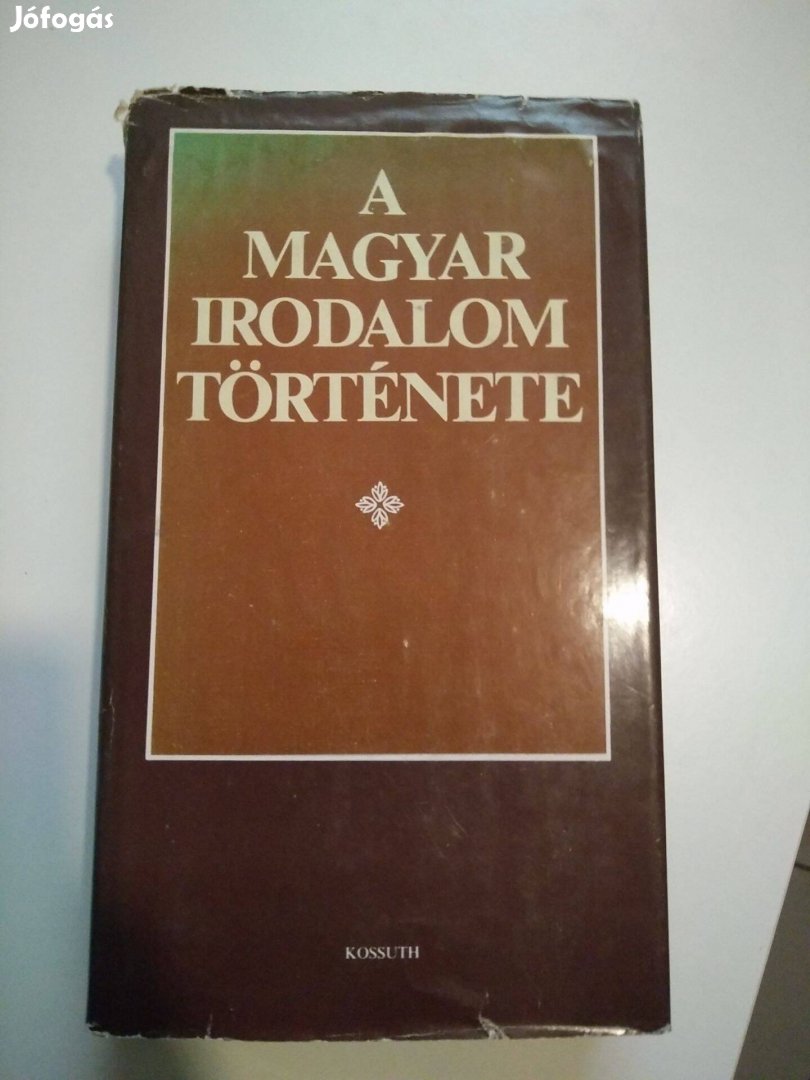 Jófogás
A
MAGYAR
IRODALOM
TÖRTÉNETE
KOSSUTH